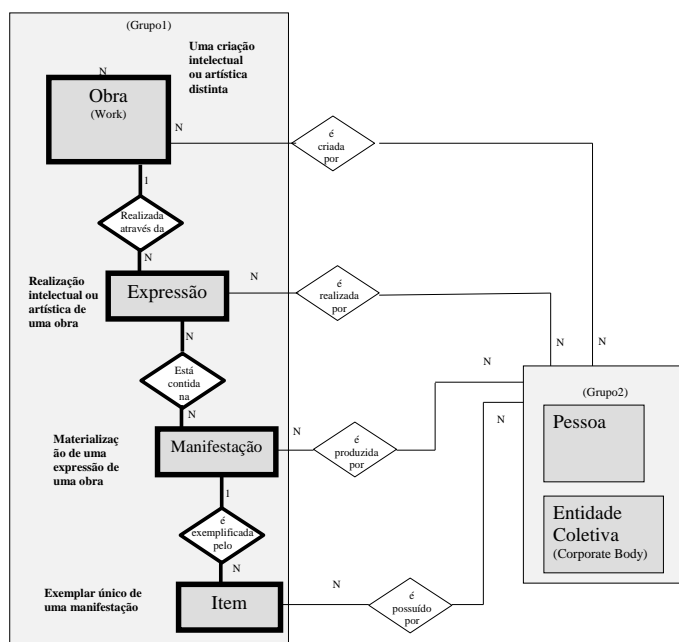 (Grupo1)
Uma criação
intelectual
ou artística
distinta
N
Obra
(Work)
N
é
criada
por
1
Realizada
através da
N
Realização
intelectual ou
artística de
uma obra
Expressão
N
é
realizada
por
N
N
N
Está
contida
na
N
N
(Grupo2)
Pessoa
Materializaç
ão de uma
expressão de
uma obra
Manifestação
N
é
produzida
por
N
1
é
exemplificada
pelo
N
Entidade
Coletiva
(Corporate Body)
Exemplar único de
uma manifestação
Item
N
é
possuído
por